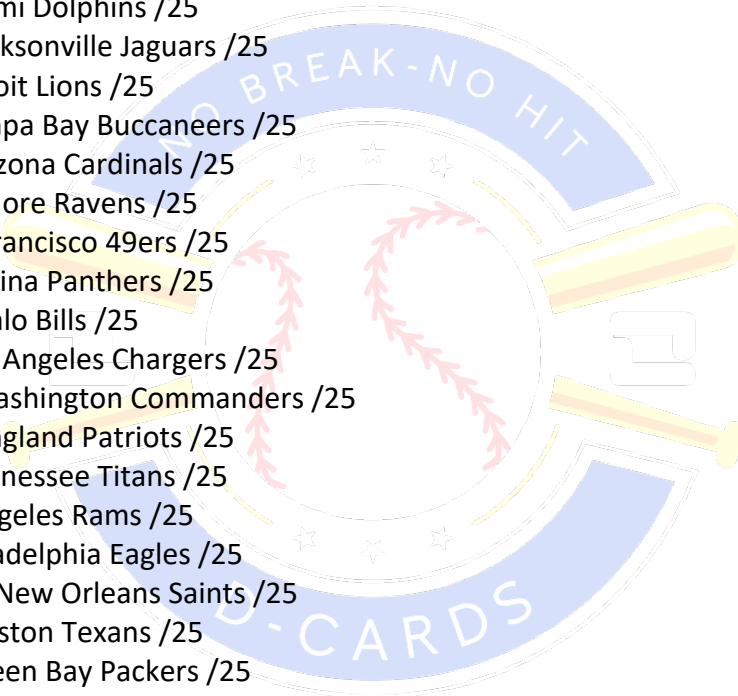 mi Dolphins /25
ksonville Jaguars /25
oit Lions /25
pa Bay Buccaneers /25
zona Cardinals /25
ore Ravens /25
rancisco 49ers /25
ina Panthers /25
lo Bills /25
Angeles Chargers /25
ashington Commanders /25
gland Patriots /25
nessee Titans /25
geles Rams /25
adelphia Eagles /25
New Orleans Saints /25
ston Texans /25
een Bay Packers /25
NO BREAK-NO HIT
D-CARDS